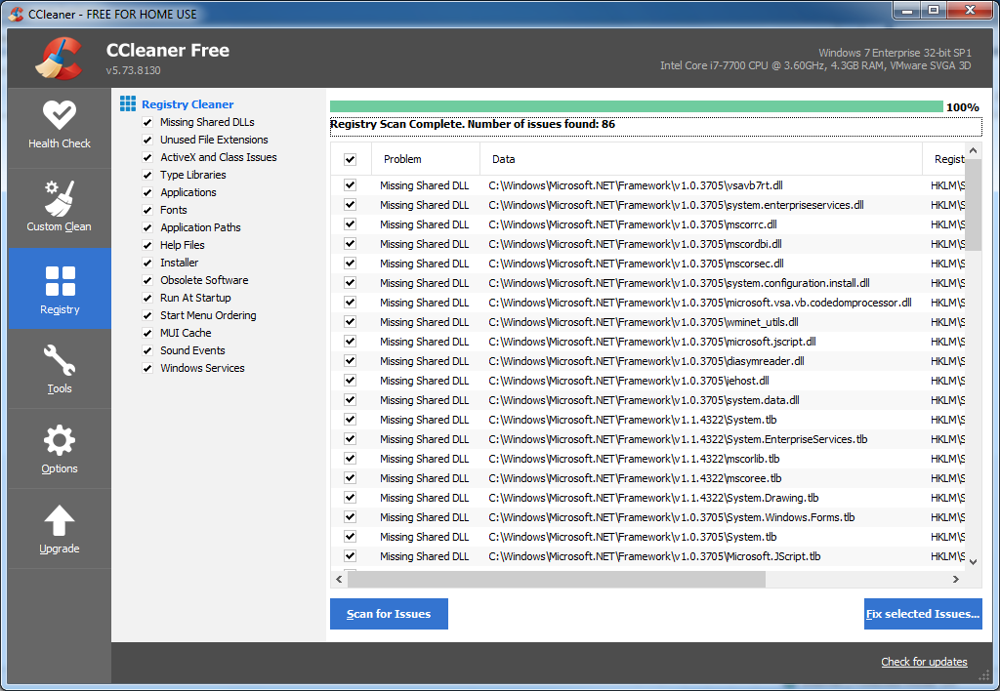 CCleaner - FREE FOR HOME USE
CCleaner Free
v5.73.8130
Windows 7 Enterprise 32-bit SP1
Intel Core i7-7700 CPU @ 3.60GHz, 4.3GB RAM, VMware SVGA 3D
Health Check
Custom Clean
Registry
Tools
Options
Upgrade
Registry Cleaner
Missing Shared DLLs
Unused File Extensions
ActiveX and Class Issues
Type Libraries
Applications
Fonts
Application Paths
Help Files
Installer
Obsolete Software
Run At Startup
Start Menu Ordering
MUI Cache
Sound Events
Windows Services
100%
Registry Scan Complete. Number of issues found: 86
Problem Data Regist
Missing Shared DLL C:\Windows\Microsoft.NET\Framework\v1.0.3705\vsavb7rt.dll HKLM\S
Missing Shared DLL C:\Windows\Microsoft.NET\Framework\v1.0.3705\system.enterpriseservices.dll HKLM\S
Missing Shared DLL C:\Windows\Microsoft.NET\Framework\v1.0.3705\mscorrc.dll HKLM\S
Missing Shared DLL C:\Windows\Microsoft.NET\Framework\v1.0.3705\mscordbi.dll HKLM\S
Missing Shared DLL C:\Windows\Microsoft.NET\Framework\v1.0.3705\mscorsec.dll HKLM\S
Missing Shared DLL C:\Windows\Microsoft.NET\Framework\v1.0.3705\system.configuration.install.dll HKLM\S
Missing Shared DLL C:\Windows\Microsoft.NET\Framework\v1.0.3705\microsoft.vsa.vb.codedomprocessor.dll HKLM\S
Missing Shared DLL C:\Windows\Microsoft.NET\Framework\v1.0.3705\wminet_utils.dll HKLM\S
Missing Shared DLL C:\Windows\Microsoft.NET\Framework\v1.0.3705\microsoft.jscript.dll HKLM\S
Missing Shared DLL C:\Windows\Microsoft.NET\Framework\v1.0.3705\diasymreader.dll HKLM\S
Missing Shared DLL C:\Windows\Microsoft.NET\Framework\v1.0.3705\iehost.dll HKLM\S
Missing Shared DLL C:\Windows\Microsoft.NET\Framework\v1.0.3705\system.data.dll HKLM\S
Missing Shared DLL C:\Windows\Microsoft.NET\Framework\v1.1.4322\System.tlb HKLM\S
Missing Shared DLL C:\Windows\Microsoft.NET\Framework\v1.1.4322\System.EnterpriseServices.tlb HKLM\S
Missing Shared DLL C:\Windows\Microsoft.NET\Framework\v1.1.4322\mscorlib.tlb HKLM\S
Missing Shared DLL C:\Windows\Microsoft.NET\Framework\v1.1.4322\mscoree.tlb HKLM\S
Missing Shared DLL C:\Windows\Microsoft.NET\Framework\v1.1.4322\System.Drawing.tlb HKLM\S
Missing Shared DLL C:\Windows\Microsoft.NET\Framework\v1.0.3705\System.Windows.Forms.tlb HKLM\S
Missing Shared DLL C:\Windows\Microsoft.NET\Framework\v1.0.3705\System.tlb HKLM\S
Missing Shared DLL C:\Windows\Microsoft.NET\Framework\v1.0.3705\Microsoft.JScript.tlb HKLM\S
Scan for Issues
Fix selected Issues...
Check for updates